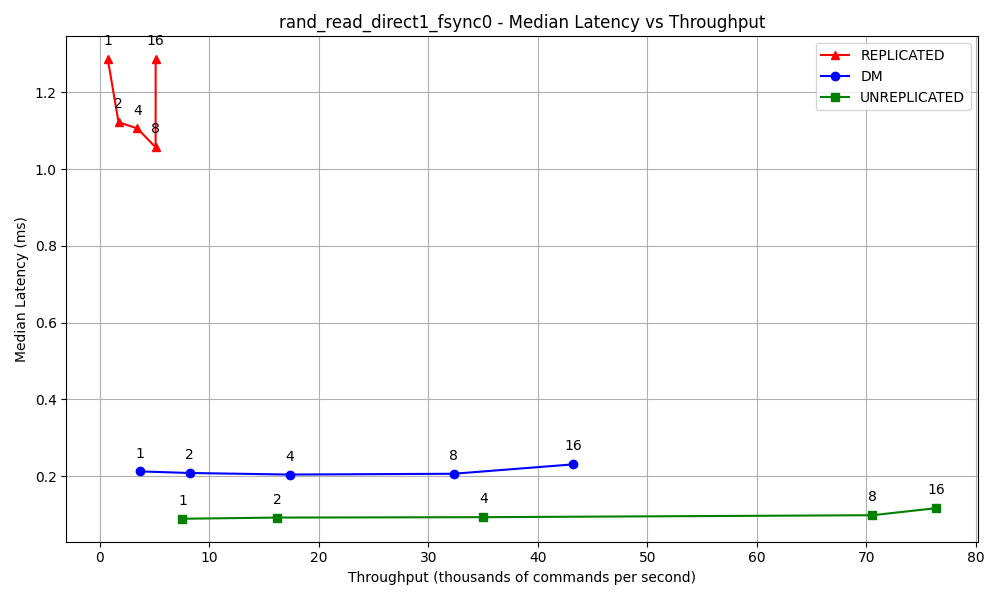 rand_read_direct1_fsync0 - Median Latency vs Throughput
1 16
2
4
8
REPLICATED
DM
UNREPLICATED
1.2
1.0
0.8
0.6
0.4
0.2
Median Latency (ms)
1 2 4 8 16
1 2 4 8 16
0 10 20 30 40 50 60 70 80
Throughput (thousands of commands per second)